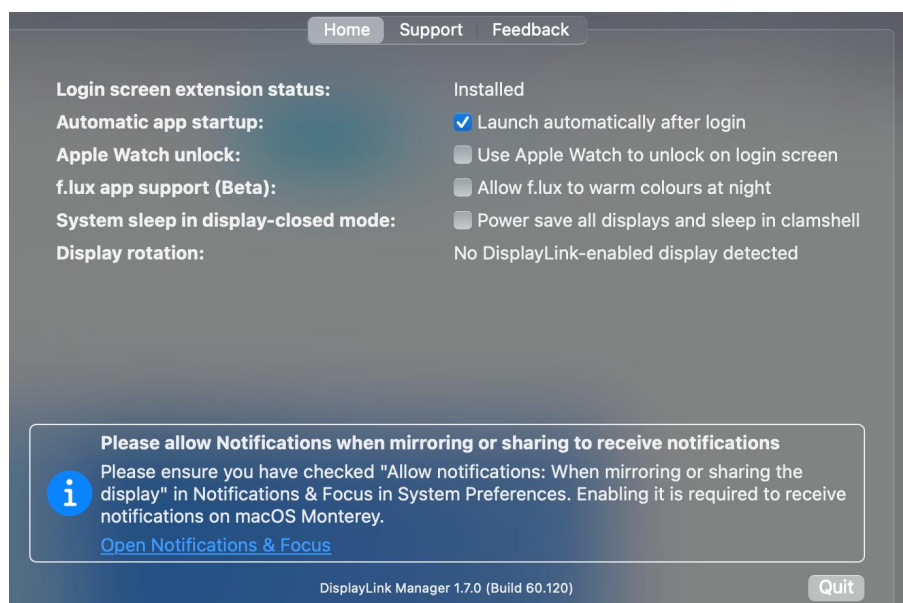 Home Support Feedback
Login screen extension status: Installed
Automatic app startup: Launch automatically after login
Apple Watch unlock: Use Apple Watch to unlock on login screen
f.lux app support (Beta): Allow f.lux to warm colours at night
System sleep in display-closed mode: Power save all displays and sleep in clamshell
Display rotation: No DisplayLink-enabled display detected
Please allow Notifications when mirroring or sharing to receive notifications
Please ensure you have checked "Allow notifications: When mirroring or sharing the
display" in Notifications & Focus in System Preferences. Enabling it is required to receive
notifications on macOS Monterey.
Open Notifications & Focus
DisplayLink Manager 1.7.0 (Build 60.120) Quit